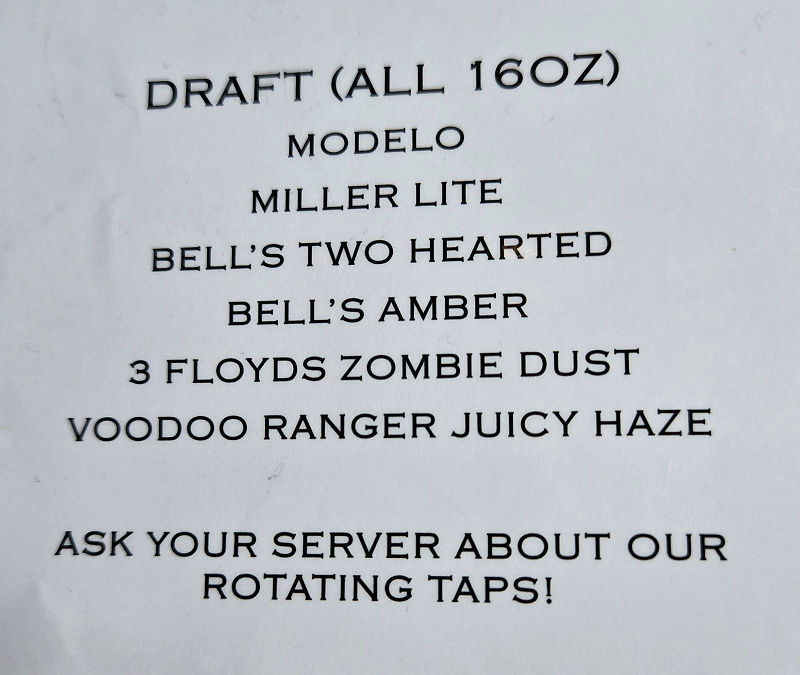 DRAFT (ALL 16OZ)
MODELO
MILLER LITE
BELL'S TWO HEARTED
BELL'S AMBER
3 FLOYDS ZOMBIE DUST
VOODOO RANGER JUICY HAZE
ASK YOUR SERVER ABOUT OUR
ROTATING TAPS!